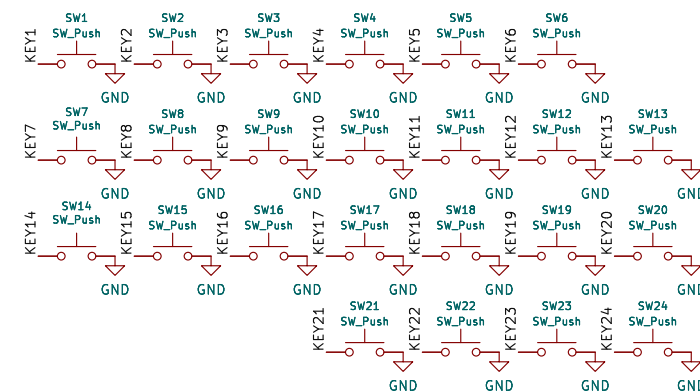 KEY1 SW1 SW_Push GND KEY2 SW2 SW_Push GND KEY3 SW3 SW_Push GND KEY4 SW4 SW_Push GND KEY5 SW5 SW_Push GND KEY6 SW6 SW_Push GND
KEY7 SW7 SW_Push GND KEY8 SW8 SW_Push GND KEY9 SW9 SW_Push GND KEY10 SW10 SW_Push GND KEY11 SW11 SW_Push GND KEY12 SW12 SW_Push GND KEY13 SW13 SW_Push GND
KEY14 SW14 SW_Push GND KEY15 SW15 SW_Push GND KEY16 SW16 SW_Push GND KEY17 SW17 SW_Push GND KEY18 SW18 SW_Push GND KEY19 SW19 SW_Push GND KEY20 SW20 SW_Push GND
KEY21 SW21 SW_Push GND KEY22 SW22 SW_Push GND KEY23 SW23 SW_Push GND KEY24 SW24 SW_Push GND